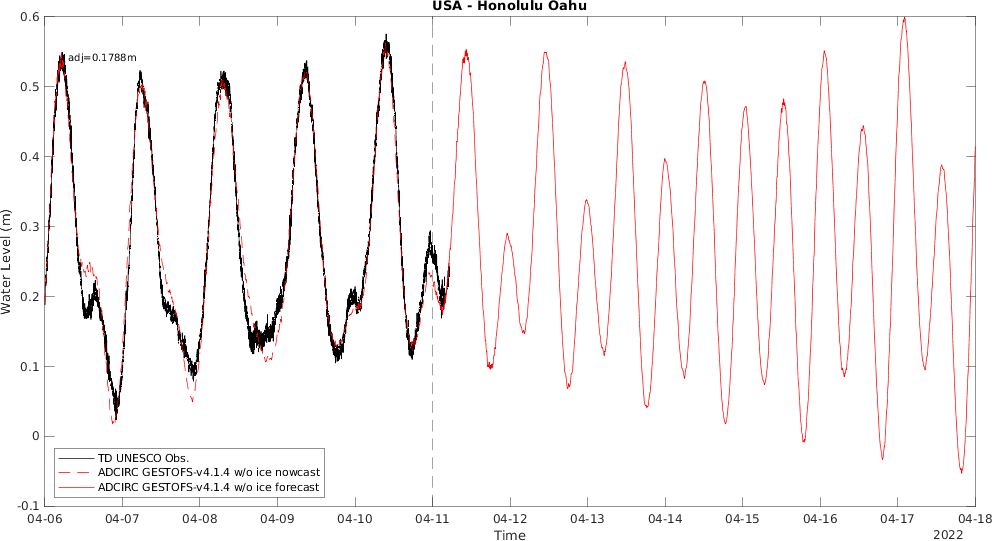 USA - Honolulu Oahu
adj=0.1788m
0.6
0.5
0.4
0.3
0.2
0.1
0
-0.1
Water Level (m)
TD UNESCO Obs.
ADCIRC GESTOFS-v4.1.4 w/o ice nowcast
ADCIRC GESTOFS-v4.1.4 w/o ice forecast
04-06 04-07 04-08 04-09 04-10 04-11 04-12 04-13 04-14 04-15 04-16 04-17 04-18
Time
2022